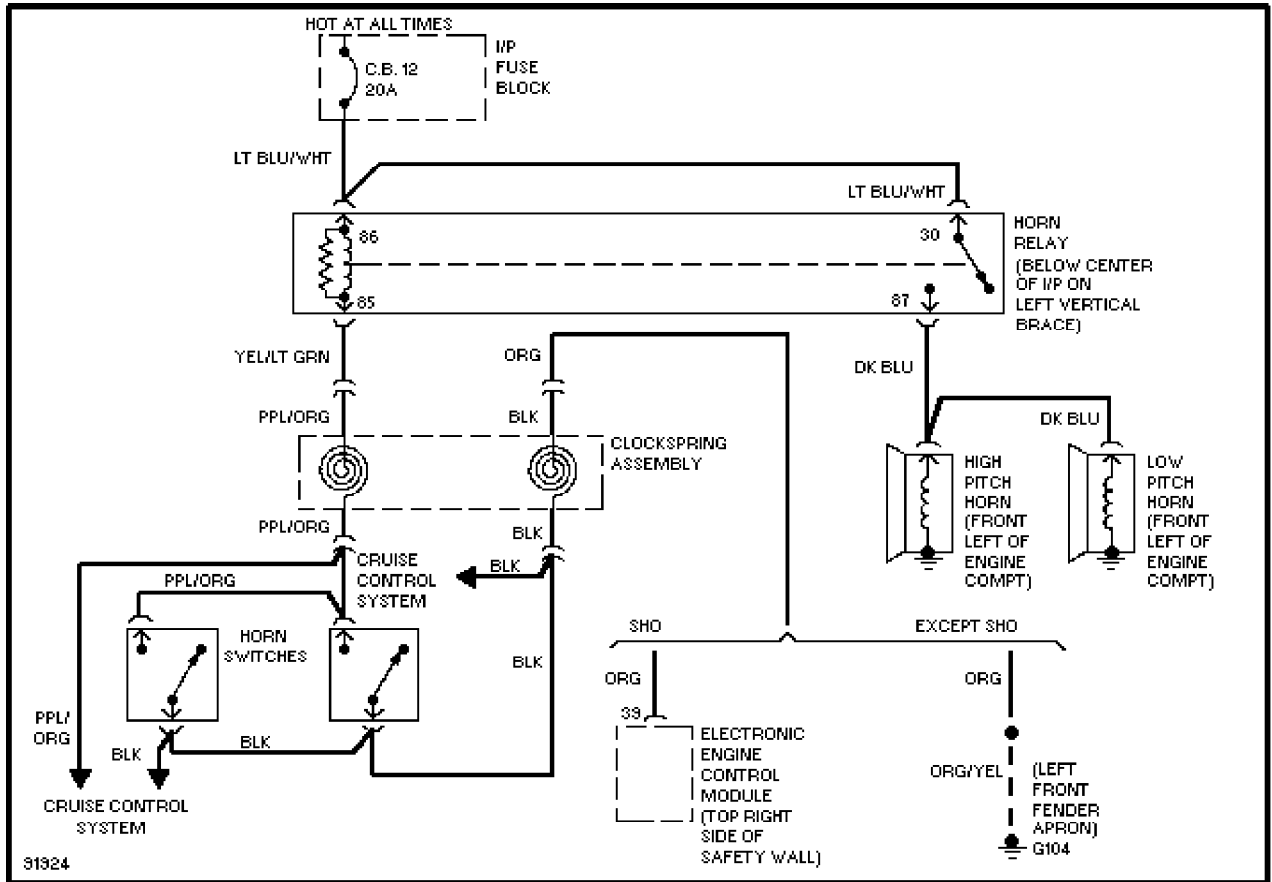 HOT AT ALL TIMES
I/P
FUSE
BLOCK
C.B. 12
20A
LT BLU/WHT
LT BLU/WHT
86
30
HORN
RELAY
(BELOW CENTER
OF I/P ON
LEFT VERTICAL
BRACE)
85
87
YEL/LT GRN
ORG
DK BLU
PPL/ORG
BLK
DK BLU
CLOCKSPRING
ASSEMBLY
HIGH
PITCH
HORN
(FRONT
LEFT OF
ENGINE
COMPT)
LOW
PITCH
HORN
(FRONT
LEFT OF
ENGINE
COMPT)
PPL/ORG
BLK
CRUISE
CONTROL
SYSTEM
BLK
PPL/ORG
HORN
SWITCHES
SHO
EXCEPT SHO
BLK
ORG
ORG
39
PPL/
ORG
BLK
BLK
ELECTRONIC
ENGINE
CONTROL
MODULE
(TOP RIGHT
SIDE OF
SAFETY WALL)
ORG/YEL
(LEFT
FRONT
FENDER
APRON)
G104
CRUISE CONTROL
SYSTEM
91924